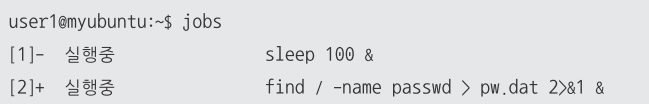 user1@myubuntu:~$ jobs
[1]- 실행중 sleep 100 &
[2]+ 실행중 find / -name passwd > pw.dat 2>&1 &